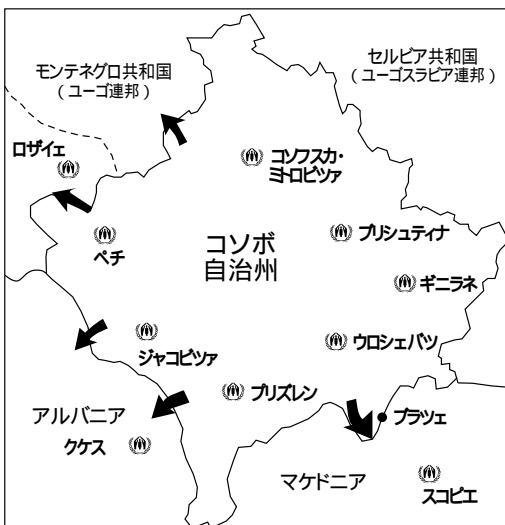 モンテネグロ共和国
（ユーゴ連邦）
セルビア共和国
（ユーゴスラビア連邦）
ロザイェ
コソフスカ・
ミトロビツァ
ペチ
コソボ
自治州
プリシュティナ
ギニラネ
ジャコビツァ
ウロシェバツ
プリズレン
アルバニア
クケス
ブラツェ
マケドニア
スコピエ